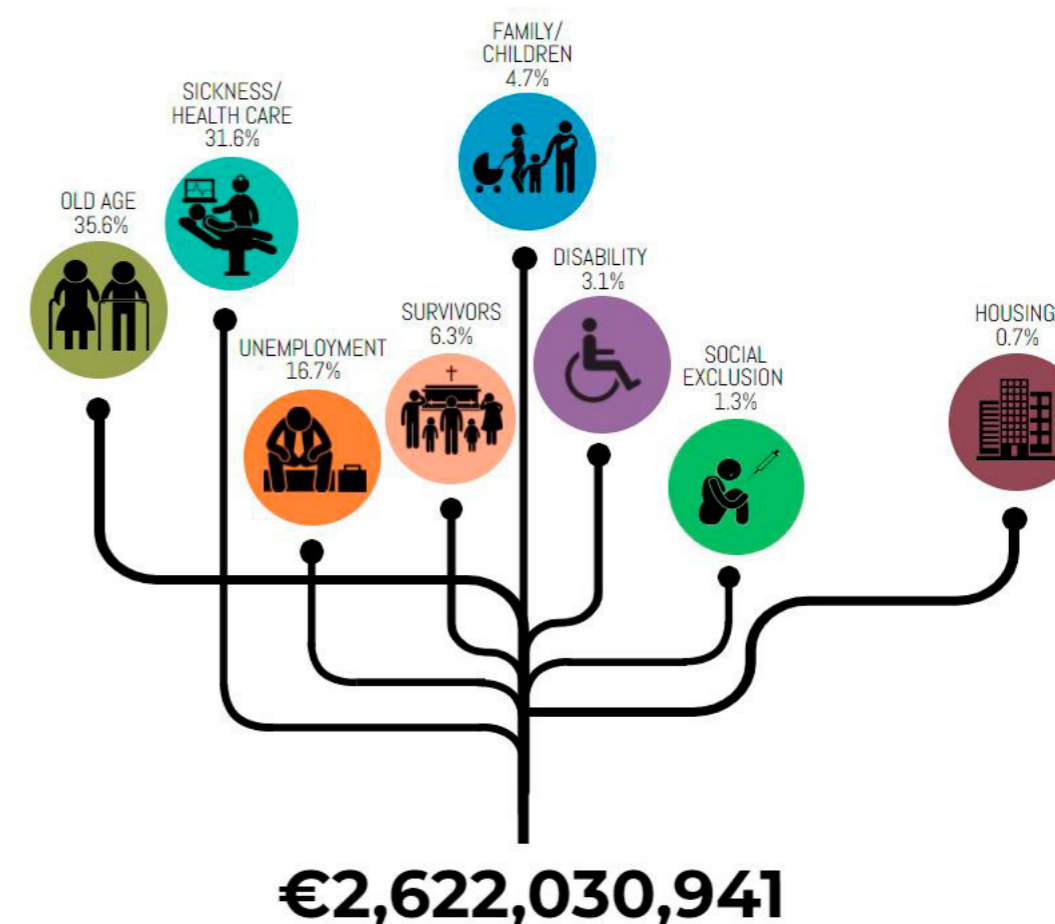 FAMILY/
CHILDREN
4.7%
SICKNESS/
HEALTH CARE
31.6%
OLD AGE
35.6%
DISABILITY
3.1%
SURVIVORS
6.3%
HOUSING
0.7%
UNEMPLOYMENT
16.7%
SOCIAL
EXCLUSION
1.3%
€2,622,030,941